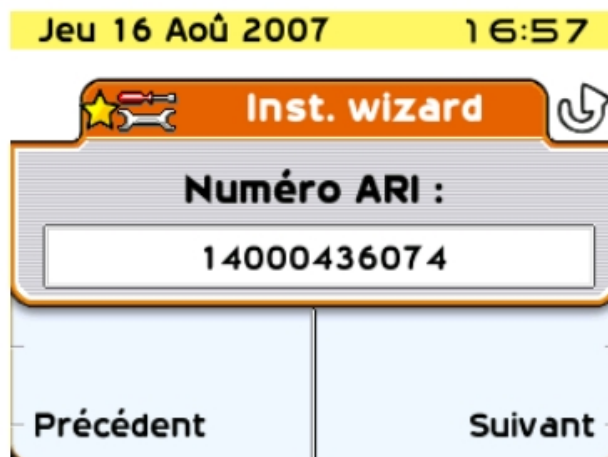 Jeu 16 Aoû 2007 16:57
Inst. wizard
Numéro ARI :
14000436074
Précédent Suivant